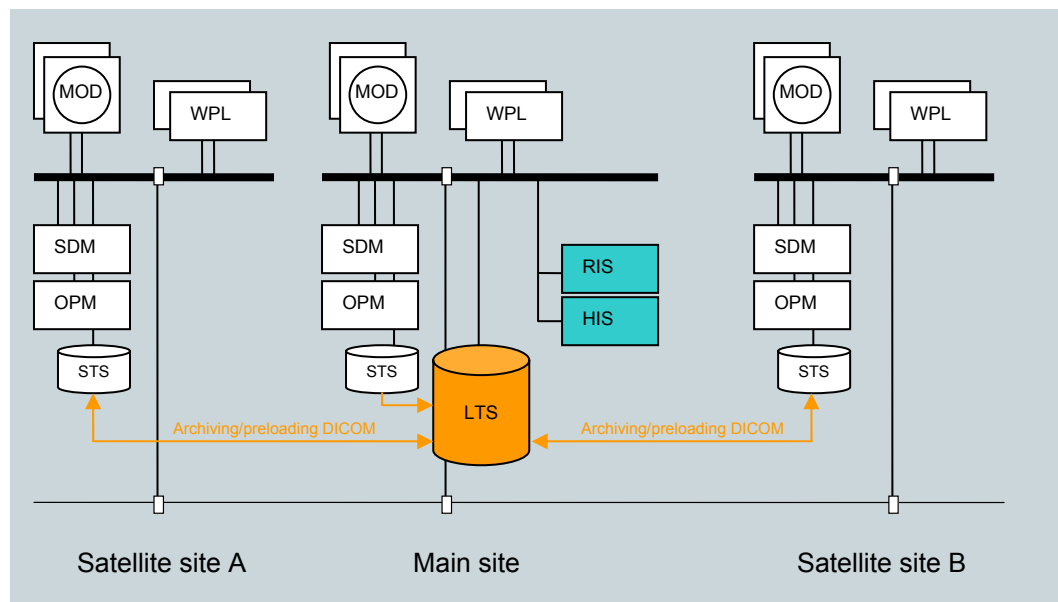 MOD
WPL
MOD
WPL
MOD
WPL
SDM
SDM
RIS
SDM
OPM
OPM
HIS
OPM
STS
STS
LTS
STS
Archiving/preloading DICOM
Archiving/preloading DICOM
Satellite site A
Main site
Satellite site B